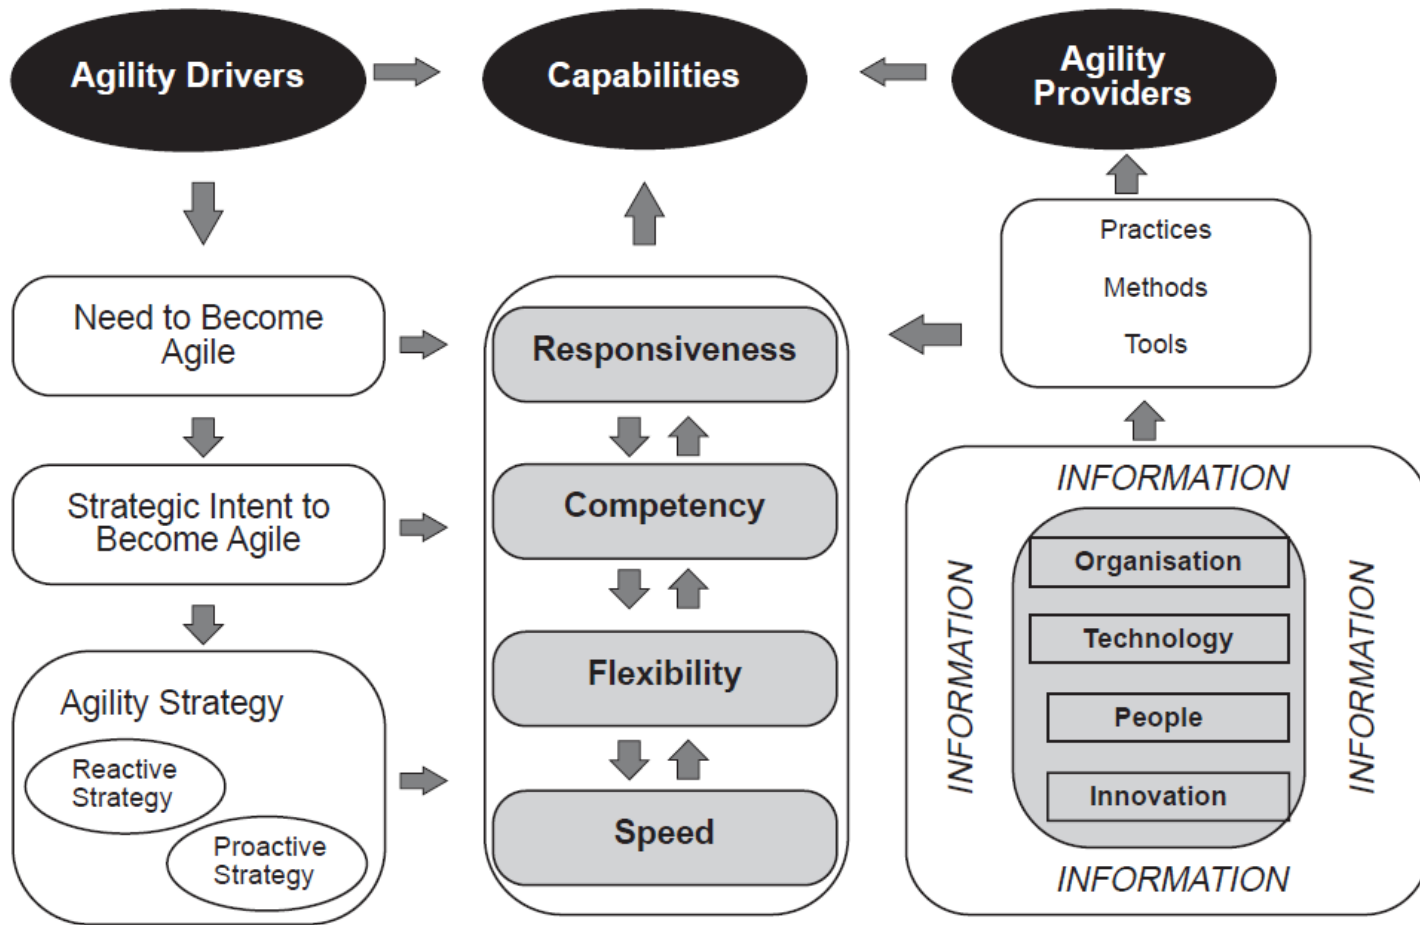 Agility Drivers
Capabilities
Agility
Providers
Need to Become
Agile
Strategic Intent to
Become Agile
Agility Strategy
Reactive
Strategy
Proactive
Strategy
Responsiveness
Competency
Flexibility
Speed
Practices
Methods
Tools
INFORMATION
INFORMATION
Organisation
Technology
People
Innovation
INFORMATION
INFORMATION